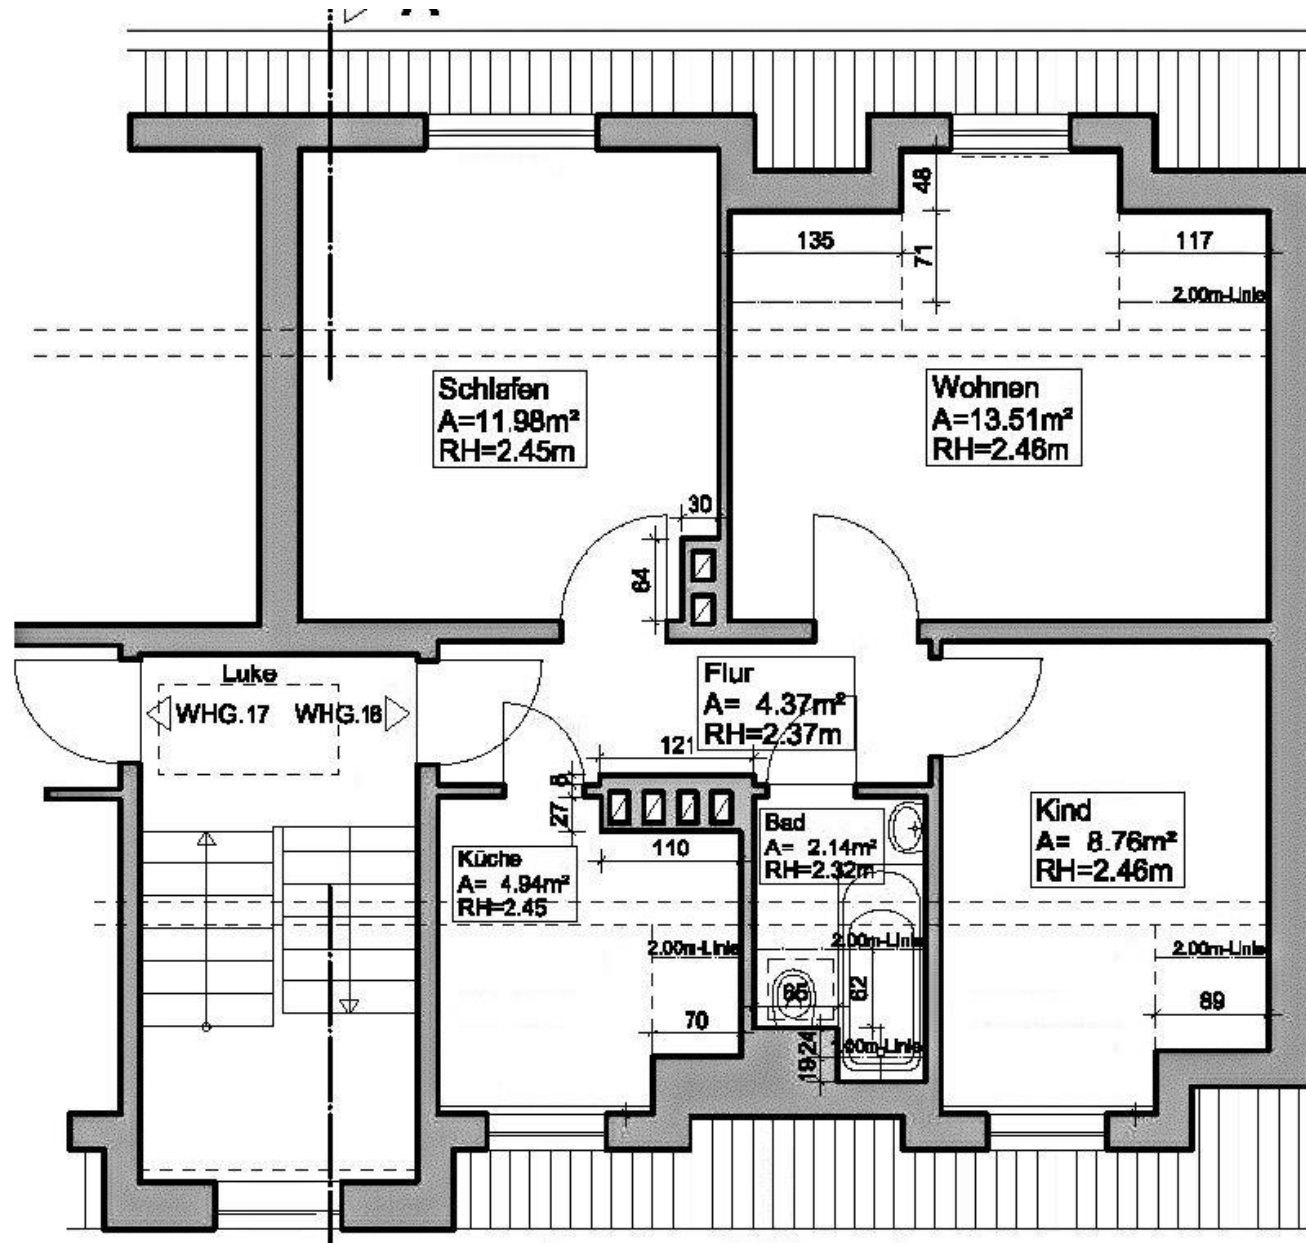 48
135
71
117
2.00m-Linie
Schlafen
A=11.98m²
RH=2.45m
Wohnen
A=13.51m²
RH=2.46m
30
64
Luke
WHG.17 WHG.18
Flur
A= 4.37m²
RH=2.37m
121
8
27
110
Küche
A= 4.94m²
RH=2.45
Bad
A= 2.14m²
RH=2.32m
Kind
A= 8.76m²
RH=2.46m
2.00m-Linie
2.00m-Linie
2.00m-Linie
65
62
70
89
24
19
.00m-Linie